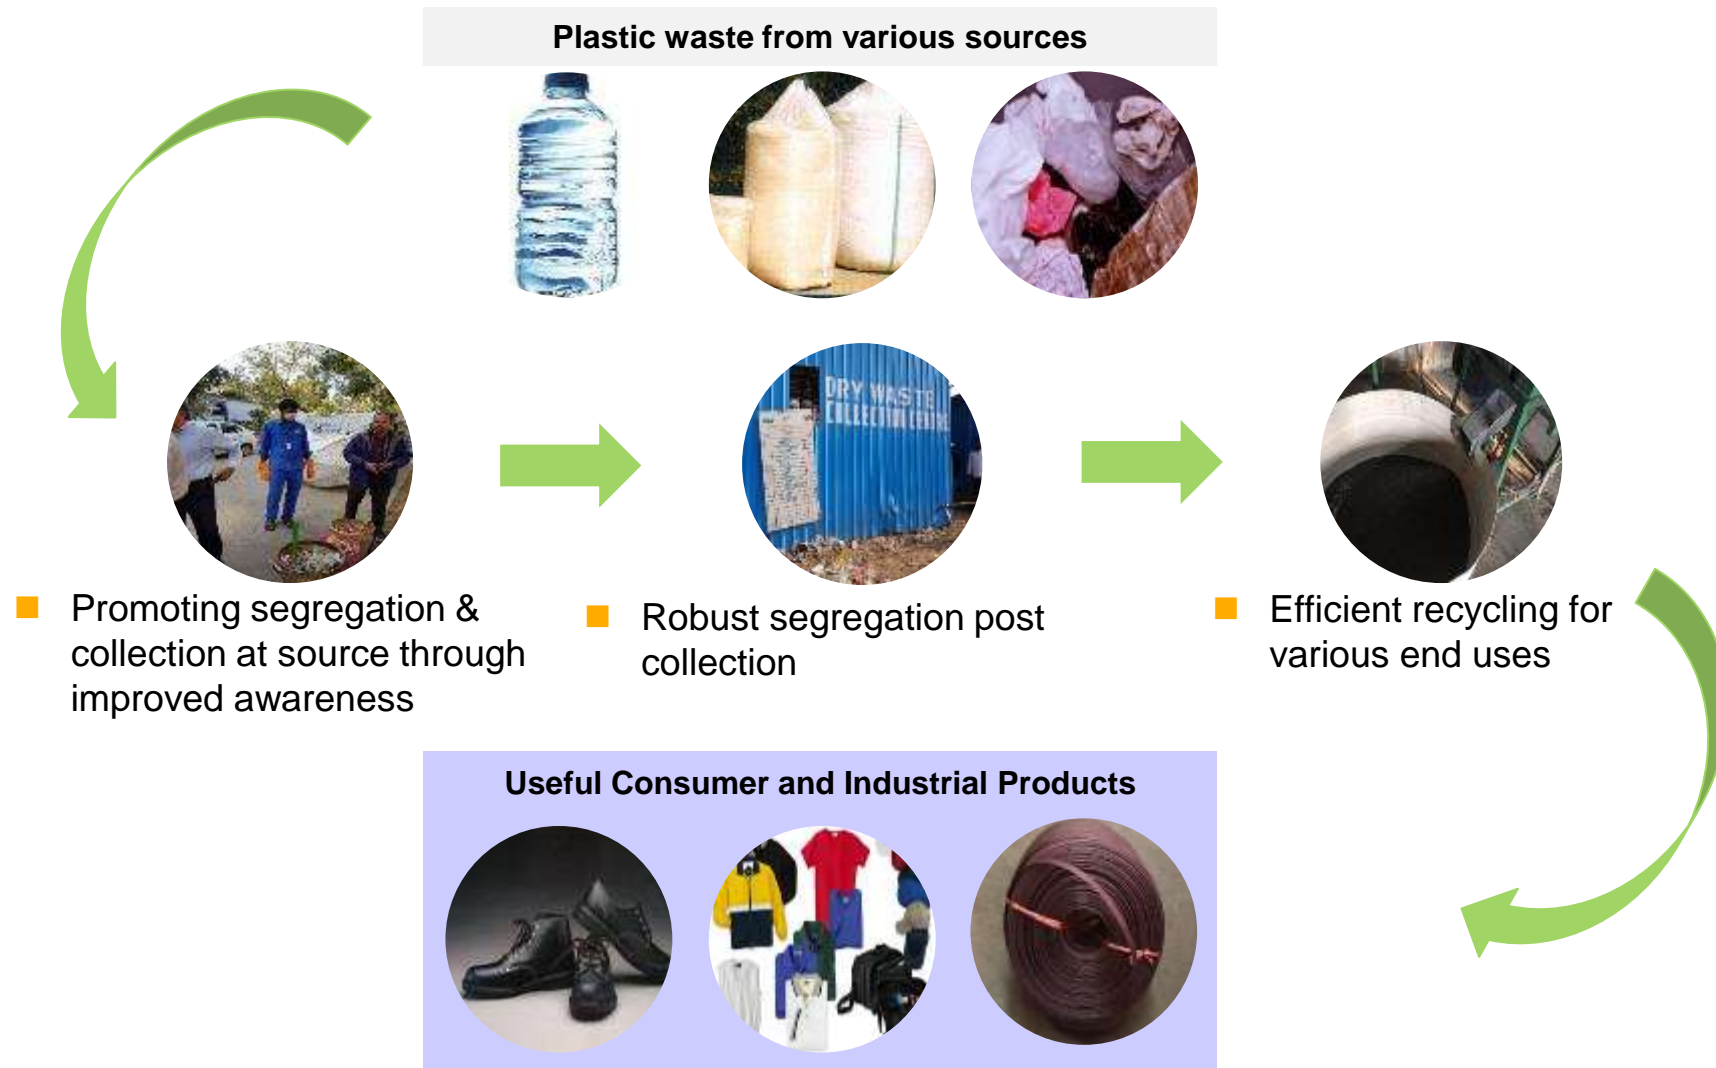 Plastic waste from various sources
DRY WASTE
Promoting segregation &
collection at source through
improved awareness
Robust segregation post
collection
Efficient recycling for
various end uses
Useful Consumer and Industrial Products